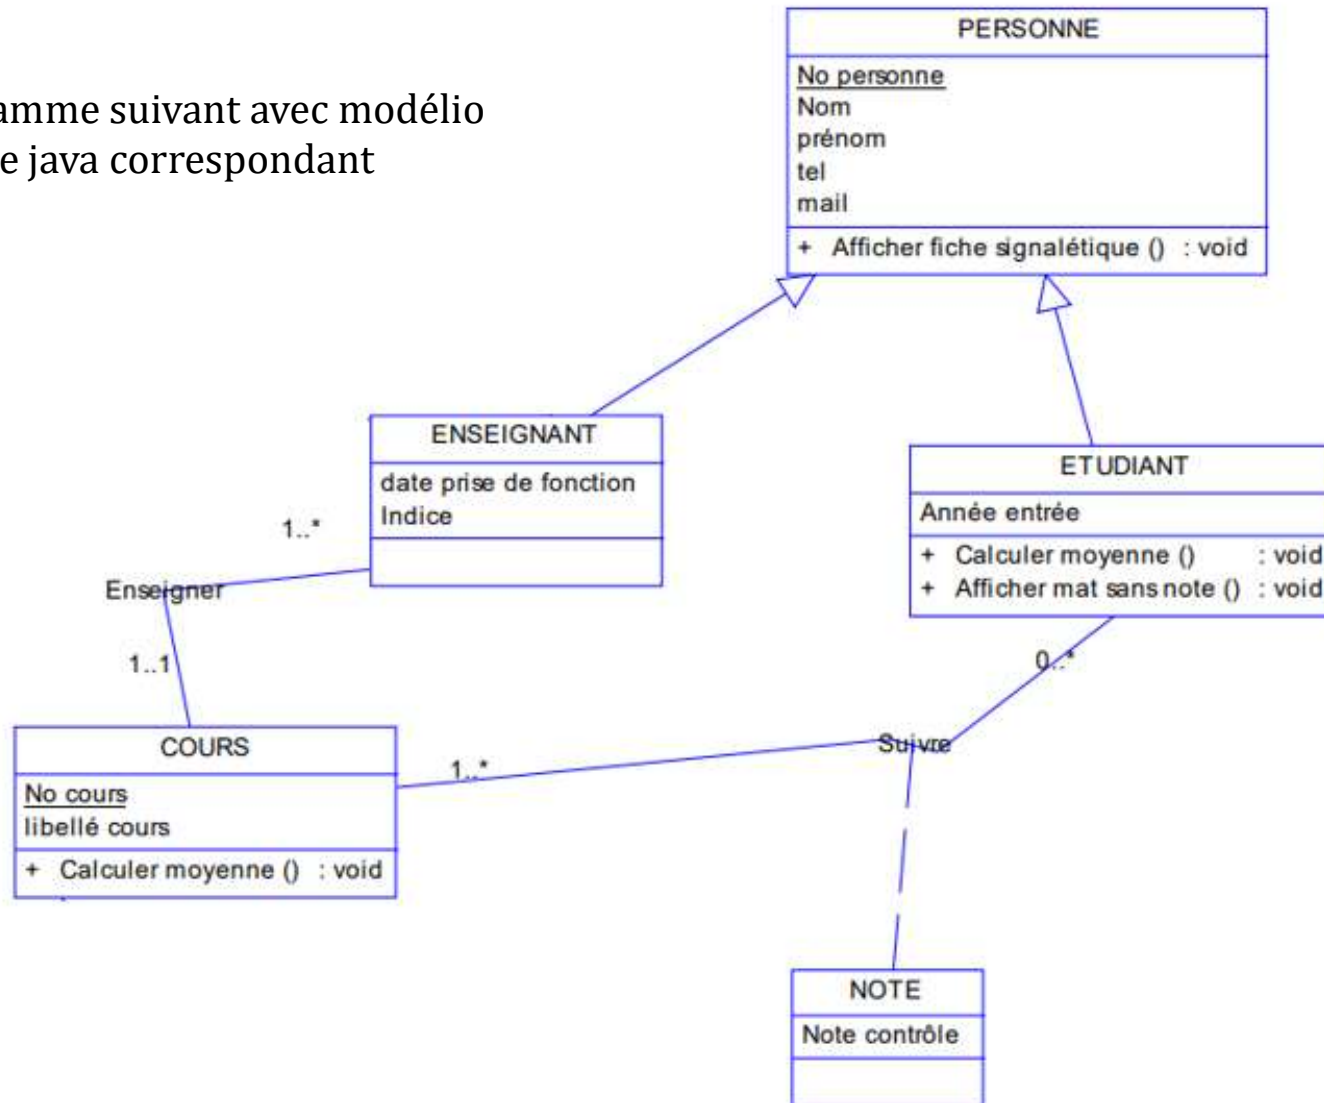 amme suivant avec modélio
e java correspondant
PERSONNE
No personne
Nom
prénom
tel
mail
+ Afficher fiche signalétique () : void
ENSEIGNANT
date prise de fonction
Indice
ETUDIANT
Année entrée
+ Calculer moyenne () : void
+ Afficher mat sans note () : void
1..*
Enseigner
1..1
0..*
COURS
No cours
libellé cours
+ Calculer moyenne () : void
1..*
Suivre
NOTE
Note contrôle